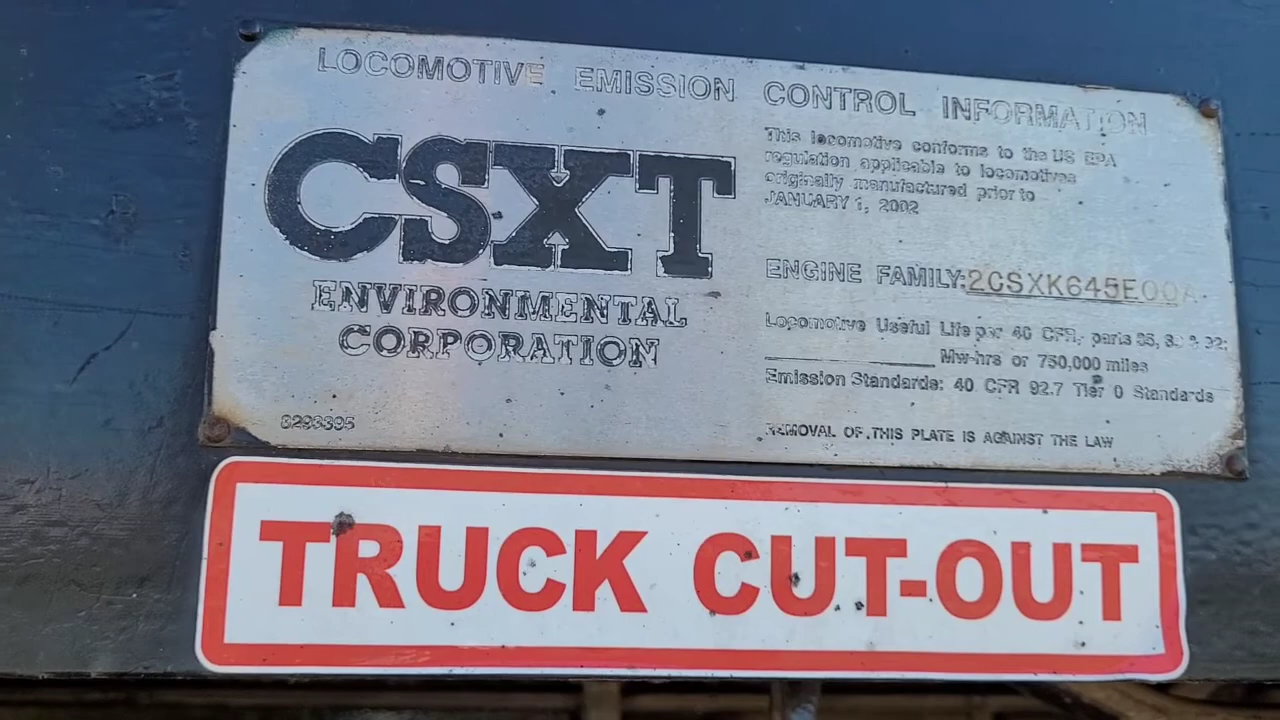 LOCOMOTIVE EMISSION CONTROL INFORMATION
CSXT
ENVIRONMENTAL
CORPORATION
This locomotive conforms to the US EPA
regulation applicable to locomotives
originally manufactured prior to
JANUARY 1, 2002
ENGINE FAMILY: 2CSXK645E00A
Locomotive Useful Life per 40 CFR, parts 85,
Mw-hrs or 750,000 miles
Emission Standards: 40 CFR 92.7 Tier 0 Standards
REMOVAL OF THIS PLATE IS AGAINST THE LAW
TRUCK CUT-OUT